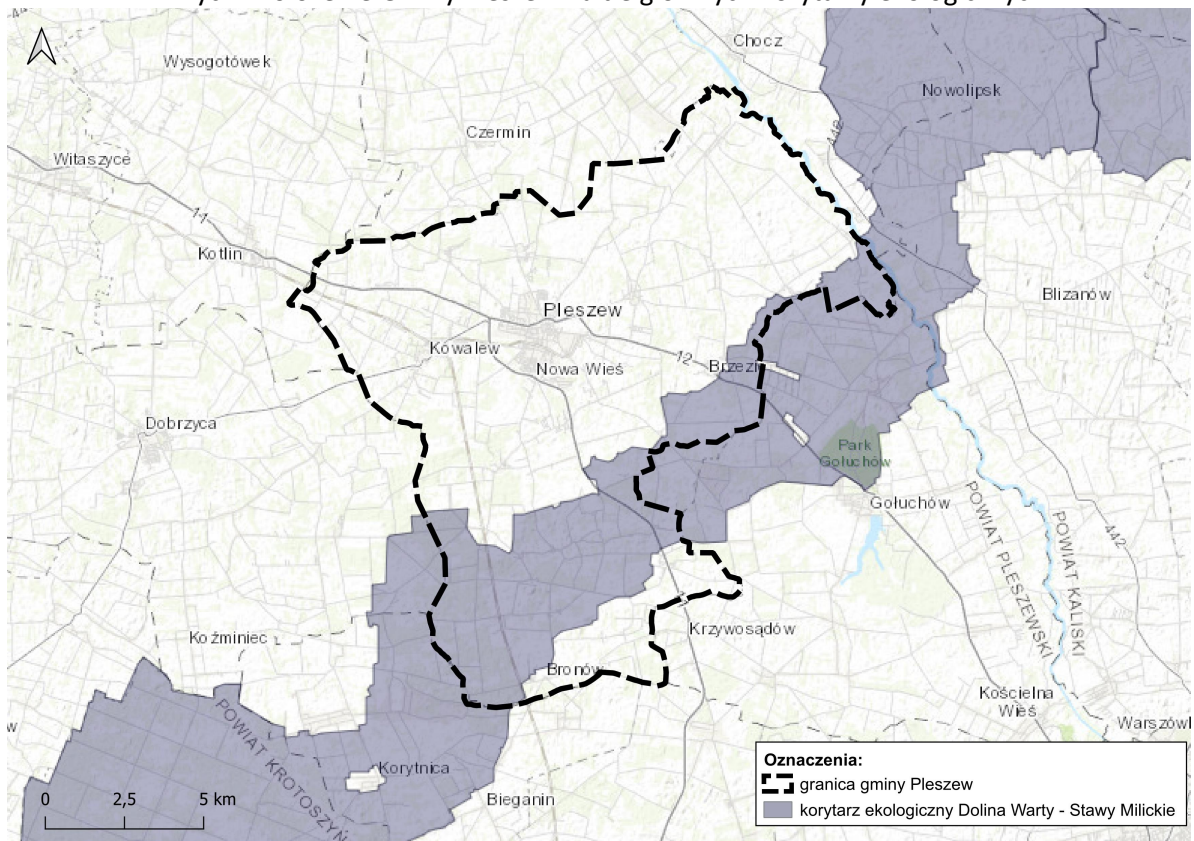 Chocz
Wysogotówek
Nowolipsk
Czermin
442
Witaszyce
11
Kotlin
Pleszew
Blizanów
Kowalew
12
Brzezie
Nowa Wieś
Dobrzyca
Park
Gołuchów
Gołuchów
POWIAT PLESZEWSKI
POWIAT KALISKI
442
11
Koźminiec
Krzywosądów
Bronów
Kościelna
Wieś
POWIAT KROTOSZYŃ
Korytnica
Bieganin
0 2,5 5 km
Oznaczenia:
granica gminy Pleszew
korytarz ekologiczny Dolina Warty - Stawy Milickie